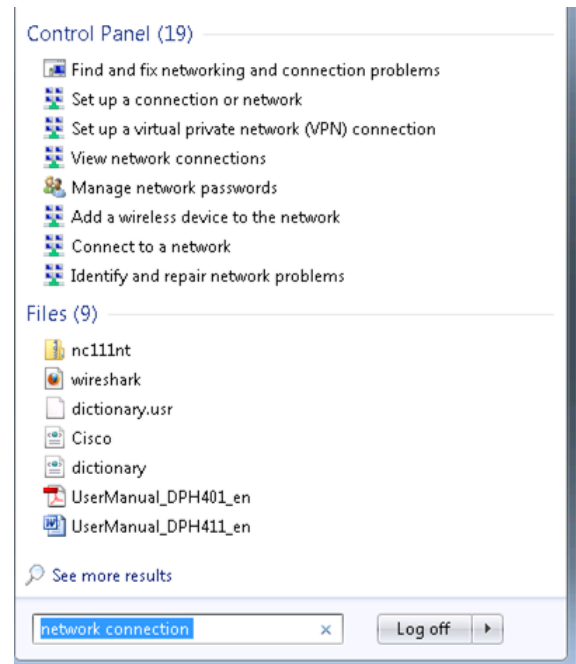 Control Panel (19)
Find and fix networking and connection problems
Set up a connection or network
Set up a virtual private network (VPN) connection
View network connections
Manage network passwords
Add a wireless device to the network
Connect to a network
Identify and repair network problems
Files (9)
nc111nt
wireshark
dictionary.usr
Cisco
dictionary
UserManual_DPH401_en
UserManual_DPH411_en
See more results
network connection
Log off